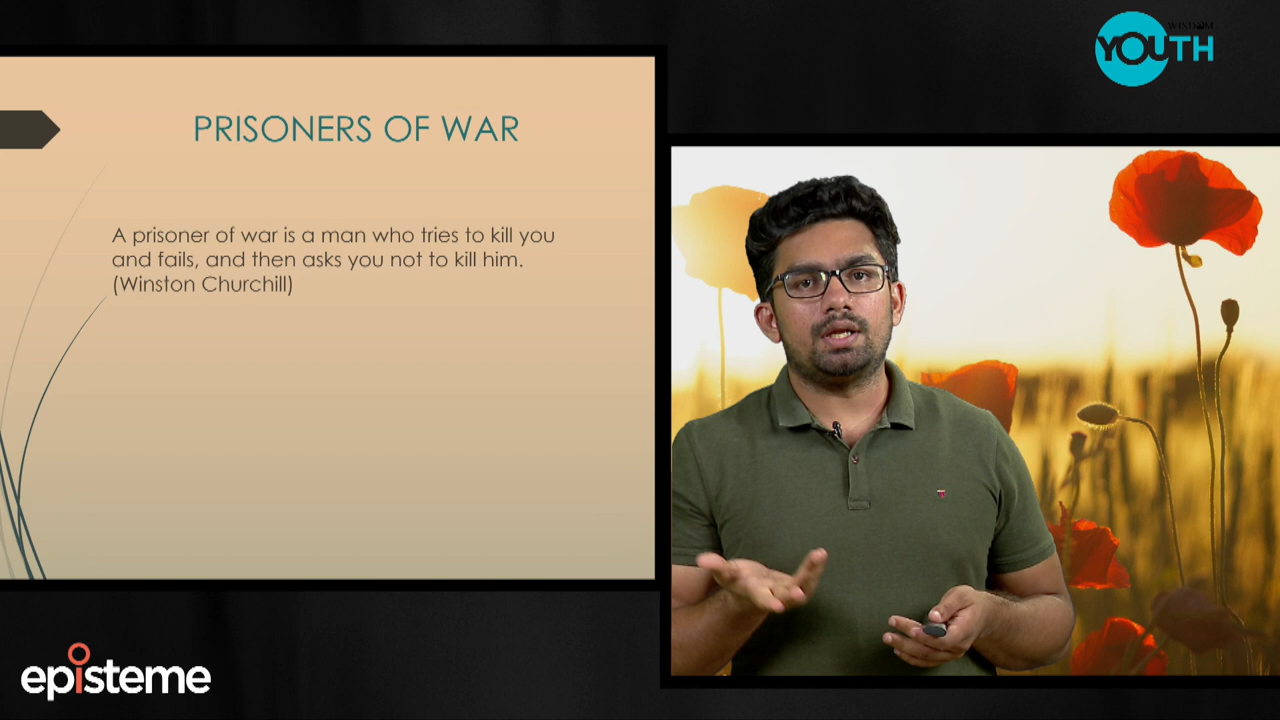 WISDOM
YOUTH
PRISONERS OF WAR
A prisoner of war is a man who tries to kill you
and fails, and then asks you not to kill him.
(Winston Churchill)
episteme